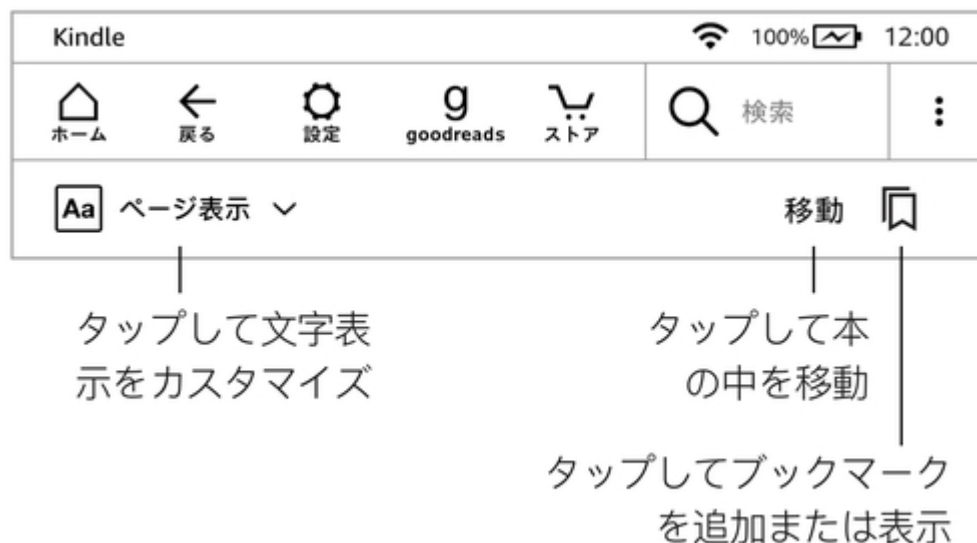 Kindle 100% 12:00
ホーム 戻る 設定 goodreads ストア 検索
Aa ページ表示 移動
タップして文字表
示をカスタマイズ
タップして本
の中を移動
タップしてブックマーク
を追加または表示